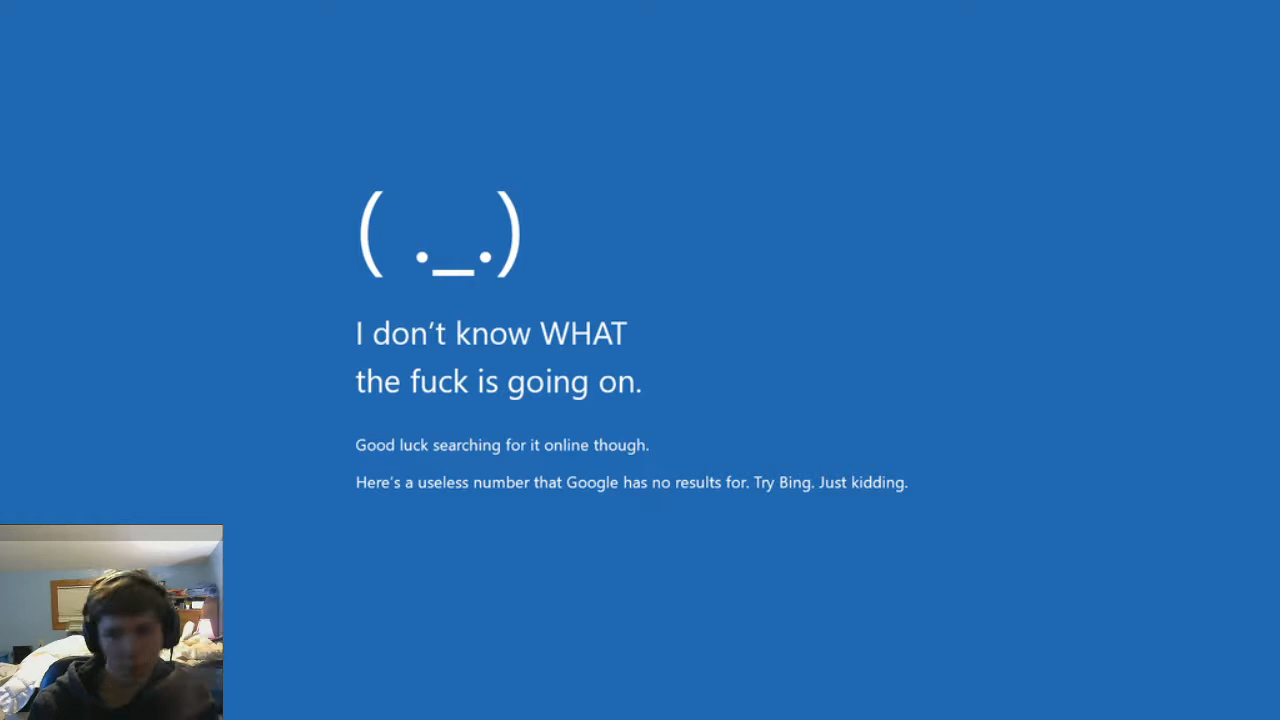 ( ._.)
I don't know WHAT
the fuck is going on.
Good luck searching for it online though.
Here's a useless number that Google has no results for. Try Bing. Just kidding.